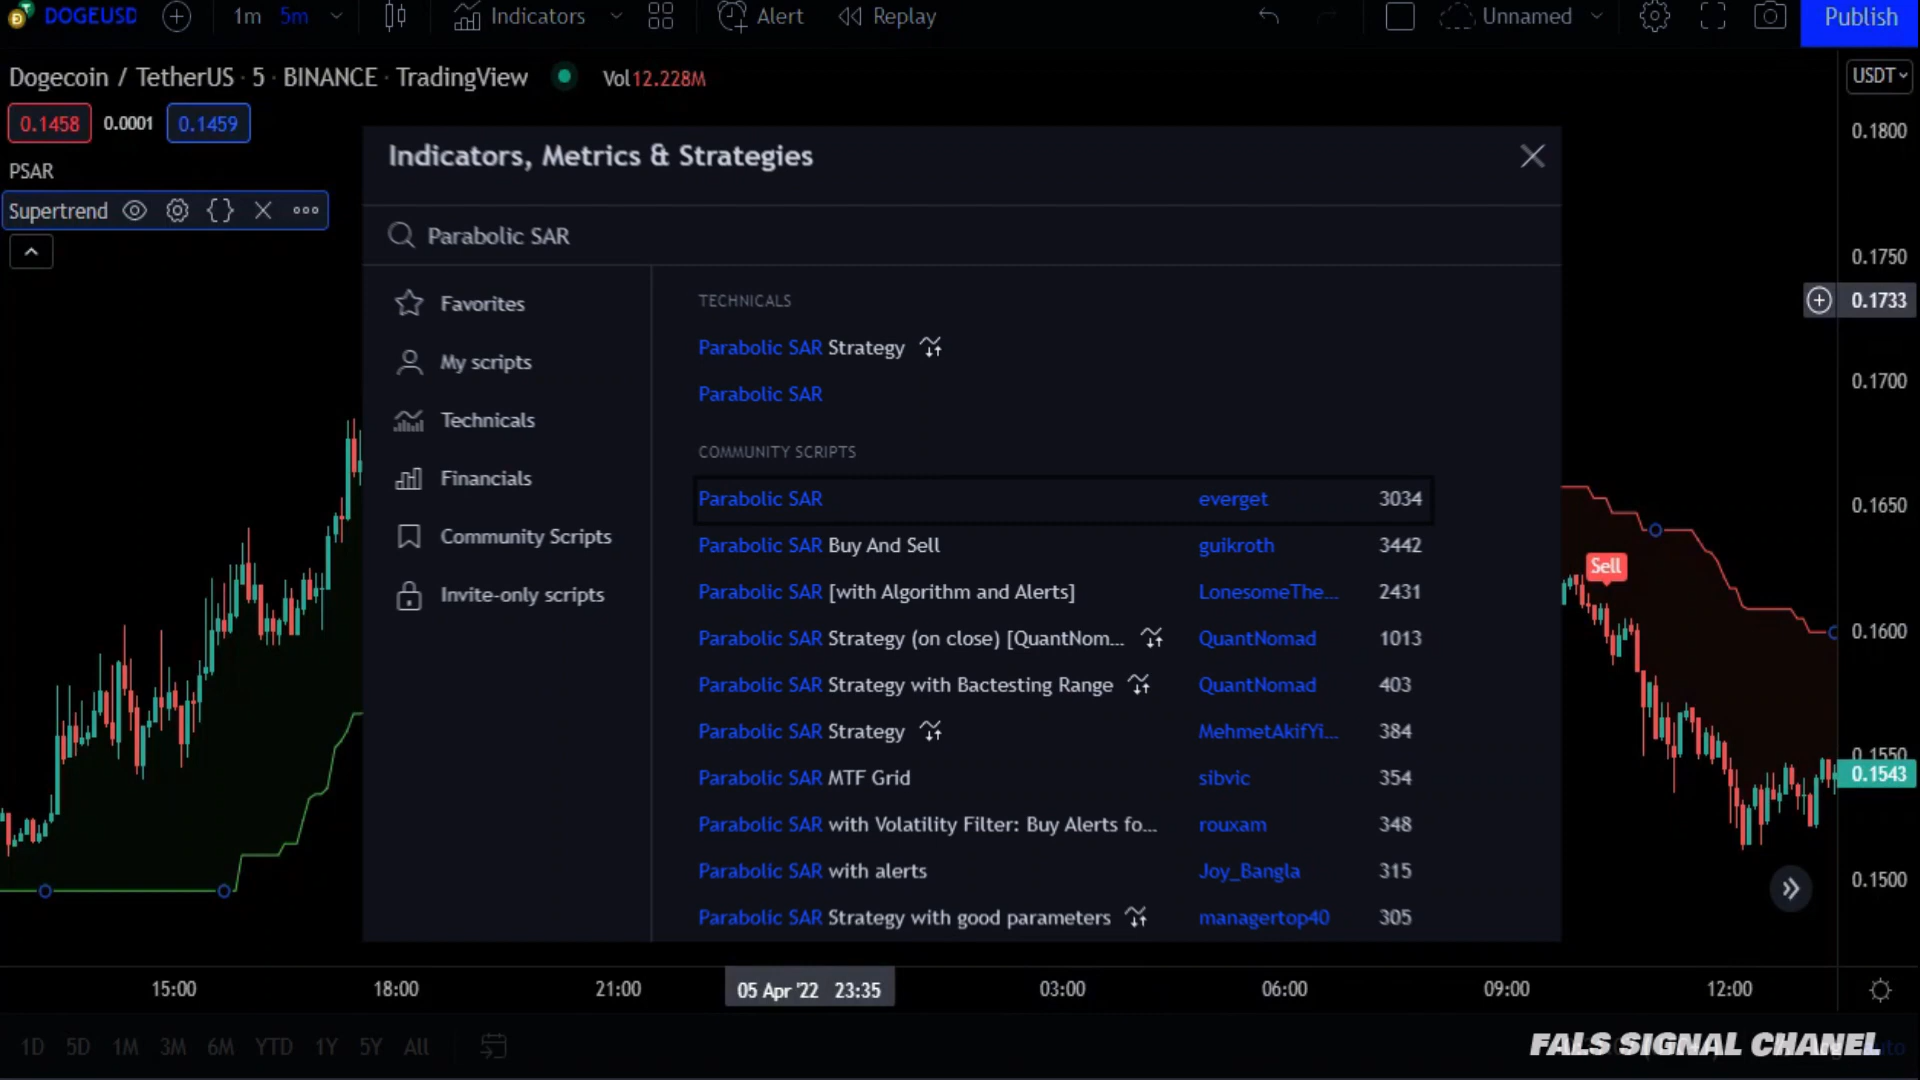 DOGEUSD 1m 5m Indicators Alert Replay Unnamed Publish
Dogecoin / TetherUS · 5 · BINANCE · TradingView Vol12.228M USDT
0.1458 0.0001 0.1459
PSAR
Supertrend
Indicators, Metrics & Strategies
Parabolic SAR
Favorites
My scripts
Technicals
Financials
Community Scripts
Invite-only scripts
TECHNICALS
Parabolic SAR Strategy
Parabolic SAR
COMMUNITY SCRIPTS
Parabolic SAR everget 3034
Parabolic SAR Buy And Sell guikroth 3442
Parabolic SAR [with Algorithm and Alerts] LonesomeThe... 2431
Parabolic SAR Strategy (on close) [QuantNom... QuantNomad 1013
Parabolic SAR Strategy with Bactesting Range QuantNomad 403
Parabolic SAR Strategy MehmetAkifYi... 384
Parabolic SAR MTF Grid sibvic 354
Parabolic SAR with Volatility Filter: Buy Alerts fo... rouxam 348
Parabolic SAR with alerts Joy_Bangla 315
Parabolic SAR Strategy with good parameters managertop40 305
Sell
0.1800
0.1750
0.1733
0.1700
0.1650
0.1600
0.1550
0.1543
0.1500
15:00 18:00 21:00 05 Apr '22 23:35 03:00 06:00 09:00 12:00
1D 5D 1M 3M 6M YTD 1Y 5Y All
FALS SIGNAL CHANEL